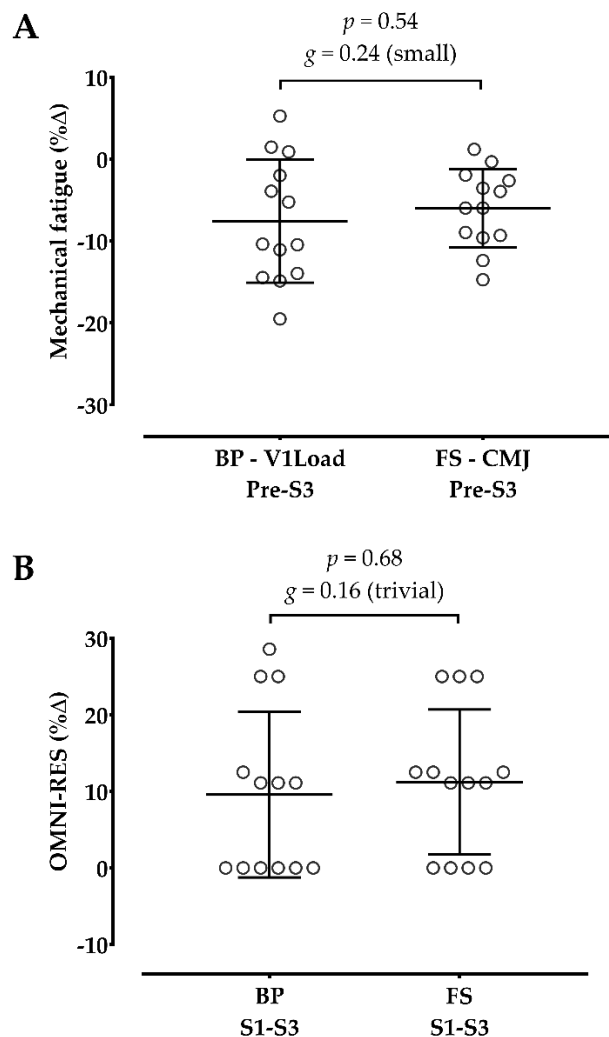 A
p = 0.54
g = 0.24 (small)
Mechanical fatigue (%Δ)
10
0
-10
-20
-30
BP - V1Load
Pre-S3
FS - CMJ
Pre-S3
B
p = 0.68
g = 0.16 (trivial)
OMNI-RES (%Δ)
30
20
10
0
-10
BP
S1-S3
FS
S1-S3